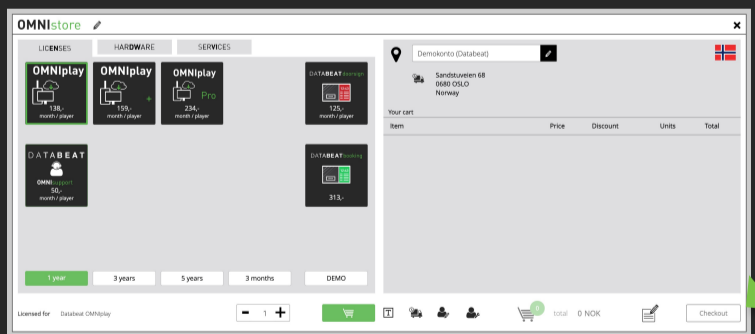 OMNIstore
LICENSES
HARDWARE
SERVICES
OMNIplay
138,-
month / player
OMNIplay
+
159,-
month / player
OMNIplay
Pro
234,-
month / player
DATABEATdoorsign
125,-
month / player
DATABEAT
OMNIsupport
50,-
month / player
DATABEATbooking
313,-
1 year
3 years
5 years
3 months
DEMO
Licensed for Databeat OMNIplay
- 1 +
T
Demokonto (Databeat)
Sandstuveien 68
0680 OSLO
Norway
Your cart
Item Price Discount Units Total
0
total 0 NOK
Checkout